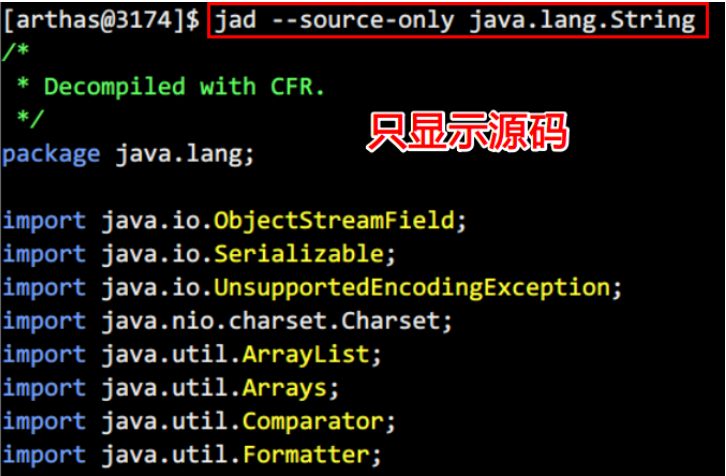 [arthas@3174]$ jad --source-only java.lang.String
/*
 * Decompiled with CFR.
 */
只显示源码
package java.lang;
import java.io.ObjectStreamField;
import java.io.Serializable;
import java.io.UnsupportedEncodingException;
import java.nio.charset.Charset;
import java.util.ArrayList;
import java.util.Arrays;
import java.util.Comparator;
import java.util.Formatter;